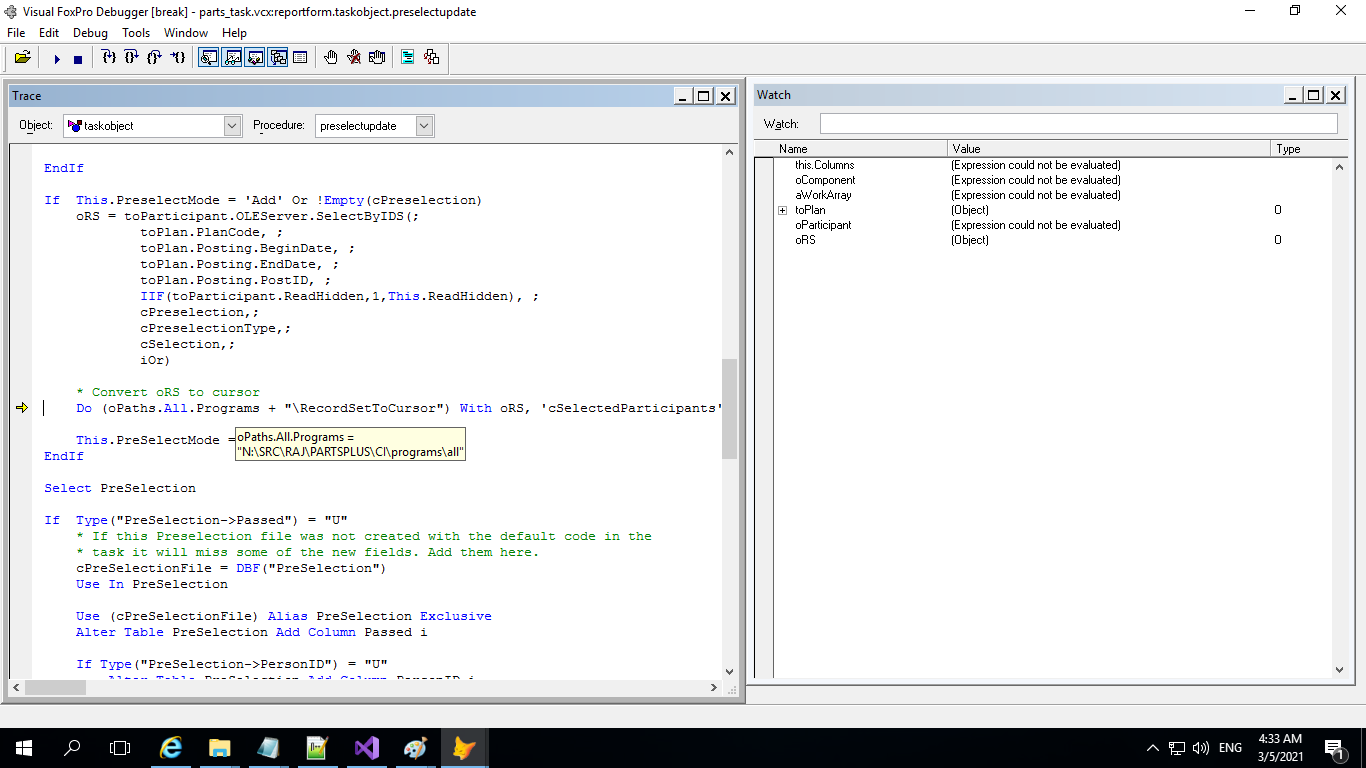 Visual FoxPro Debugger [break] - parts_task.vcx:reportform.taskobject.preselectupdate
File Edit Debug Tools Window Help
Trace
Object: taskobject Procedure: preselectupdate
EndIf
If This.PreselectMode = 'Add' Or !Empty(cPreselection)
oRS = toParticipant.OLEServer.SelectByIDS(;
toPlan.PlanCode, ;
toPlan.Posting.BeginDate, ;
toPlan.Posting.EndDate, ;
toPlan.Posting.PostID, ;
IIF(toParticipant.ReadHidden,1,This.ReadHidden), ;
cPreselection,;
cPreselectionType,;
cSelection,;
iOr)
* Convert oRS to cursor
Do (oPaths.All.Programs + "\RecordSetToCursor") With oRS, 'cSelectedParticipants'
This.PreSelectMode =
oPaths.All.Programs =
"N:\SRC\RAJ\PARTSPLUS\CI\programs\all"
EndIf
Select PreSelection
If Type("PreSelection->Passed") = "U"
* If this Preselection file was not created with the default code in the
* task it will miss some of the new fields. Add them here.
cPreSelectionFile = DBF("PreSelection")
Use In PreSelection
Use (cPreSelectionFile) Alias PreSelection Exclusive
Alter Table PreSelection Add Column Passed i
If Type("PreSelection->PersonID") = "U"
Alter Table PreSelection Add Column PersonID i
Watch
Watch:
Name Value Type
this.Columns (Expression could not be evaluated)
oComponent (Expression could not be evaluated)
aWorkArray (Expression could not be evaluated)
toPlan (Object) O
oParticipant (Expression could not be evaluated)
oRS (Object) O
ENG
4:33 AM
3/5/2021
1